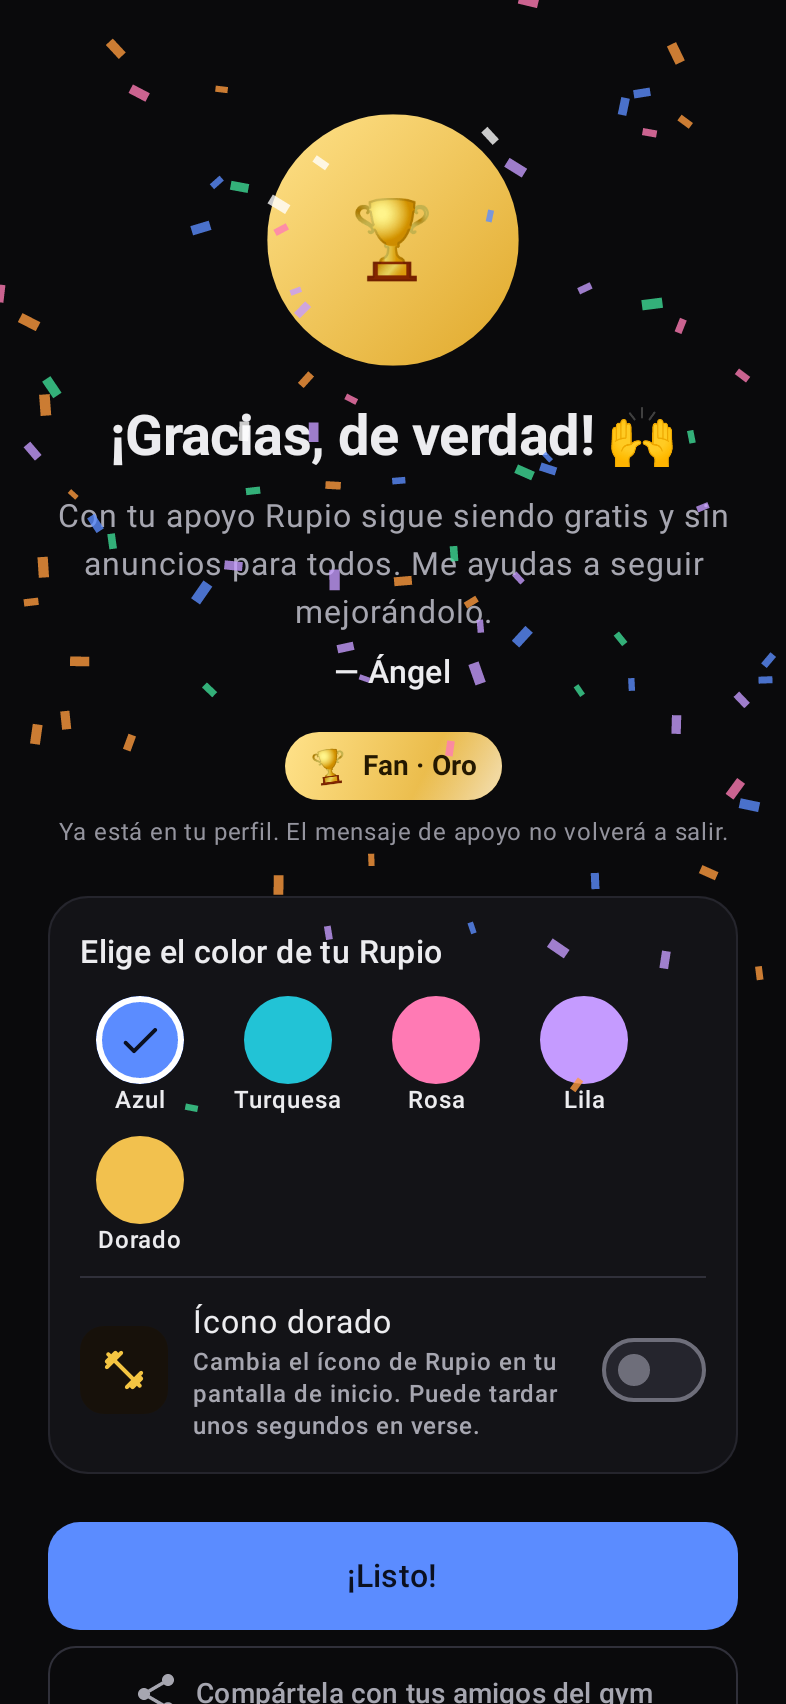 ¡Gracias, de verdad! 🙌
Con tu apoyo Rupio sigue siendo gratis y sin
anuncios para todos. Me ayudas a seguir
mejorándolo.
— Ángel
🏆 Fan · Oro
Ya está en tu perfil. El mensaje de apoyo no volverá a salir.
Elige el color de tu Rupio
Azul
Turquesa
Rosa
Lila
Dorado
Ícono dorado
Cambia el ícono de Rupio en tu
pantalla de inicio. Puede tardar
unos segundos en verse.
¡Listo!
Compártela con tus amigos del gym